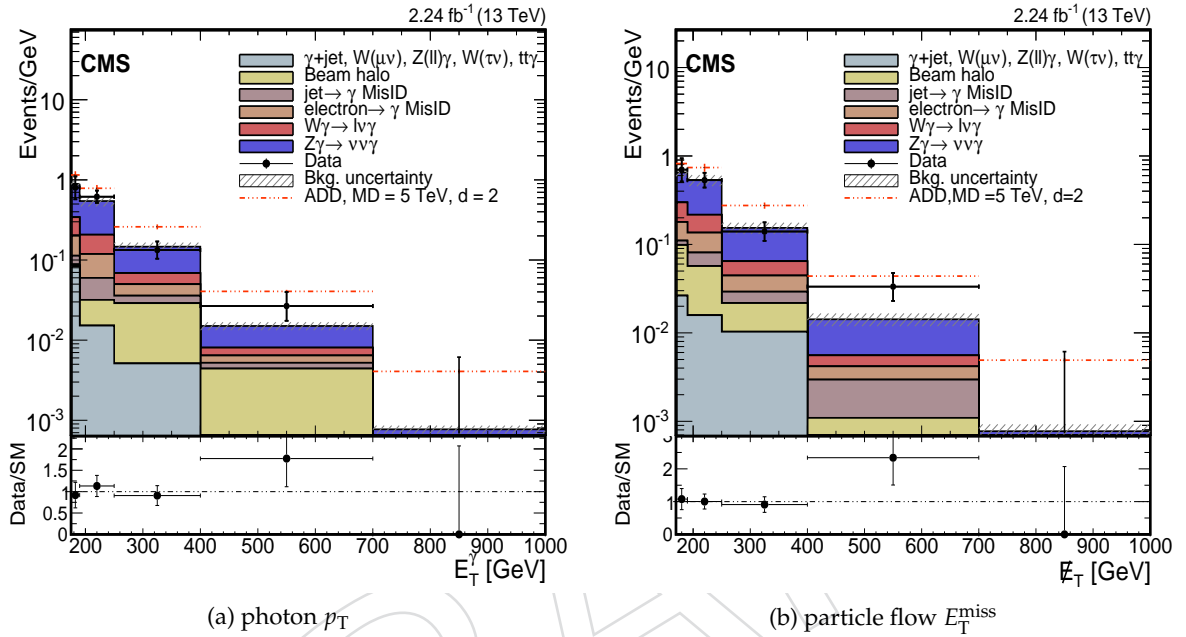 2.24 fb⁻¹ (13 TeV)
CMS
γ+jet, W(μν), Z(ll)γ, W(τν), ttγ
Beam halo
jet→ γ MisID
electron→ γ MisID
Wγ→ lνγ
Zγ→ ννγ
Data
Bkg. uncertainty
ADD,MD = 5 TeV, d = 2
Events/GeV
10
1
10⁻¹
10⁻²
10⁻³
Data/SM
2
1.5
1
0.5
0
200 300 400 500 600 700 800 900 1000
E_T^γ [GeV]
(a) photon p_T
2.24 fb⁻¹ (13 TeV)
CMS
γ+jet, W(μν), Z(ll)γ, W(τν), ttγ
Beam halo
jet→ γ MisID
electron→ γ MisID
Wγ→ lνγ
Zγ→ ννγ
Data
Bkg. uncertainty
ADD,MD =5 TeV, d=2
Events/GeV
10
1
10⁻¹
10⁻²
10⁻³
Data/SM
3
2
1
0
200 300 400 500 600 700 800 900 1000
E̸_T [GeV]
(b) particle flow E_T^miss